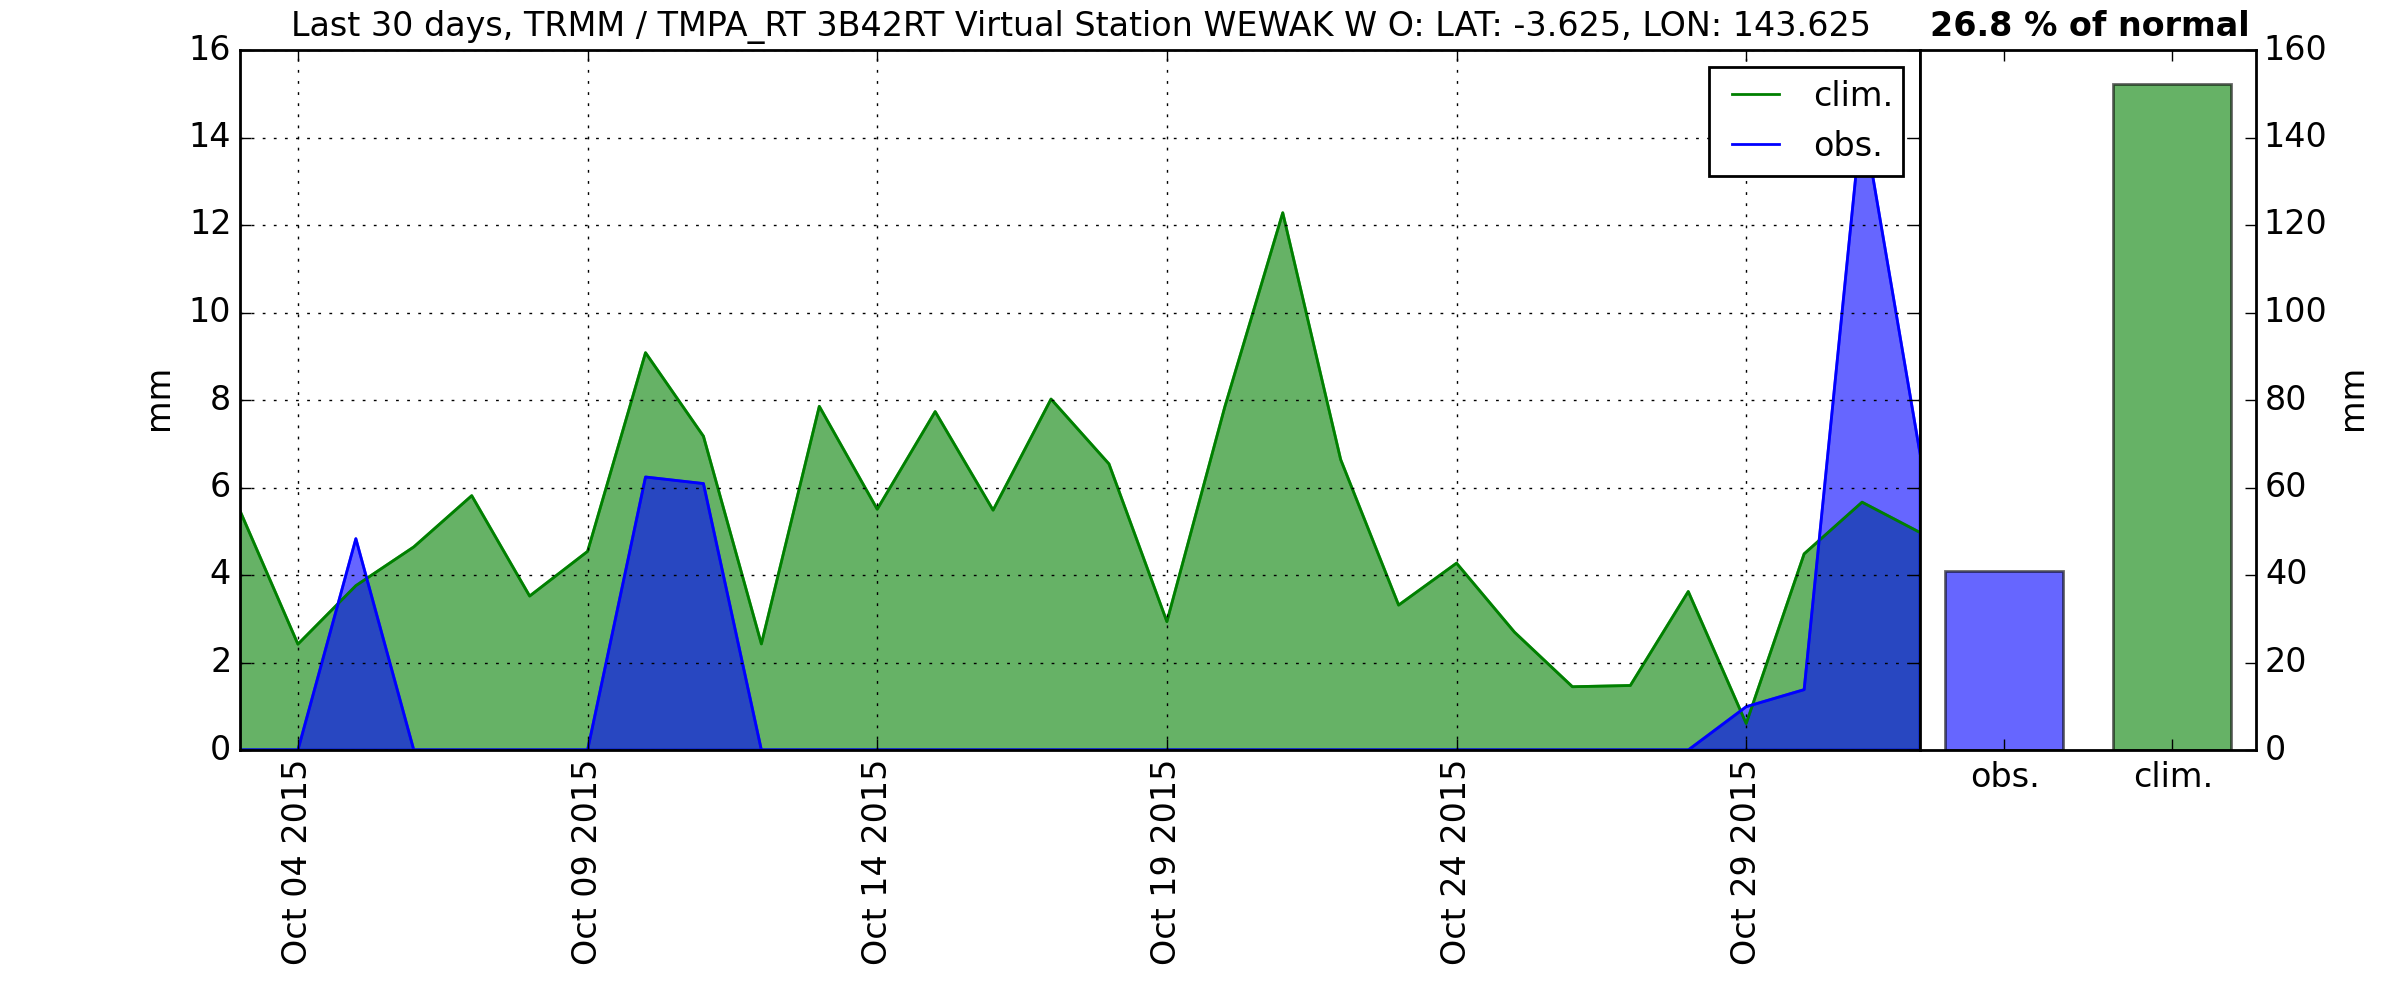 Last 30 days, TRMM / TMPA_RT 3B42RT Virtual Station WEWAK W O: LAT: -3.625, LON: 143.625
26.8 % of normal
16
14
12
10
8
6
4
2
0
mm
clim.
obs.
160
140
120
100
80
60
40
20
0
mm
Oct 04 2015
Oct 09 2015
Oct 14 2015
Oct 19 2015
Oct 24 2015
Oct 29 2015
obs.
clim.